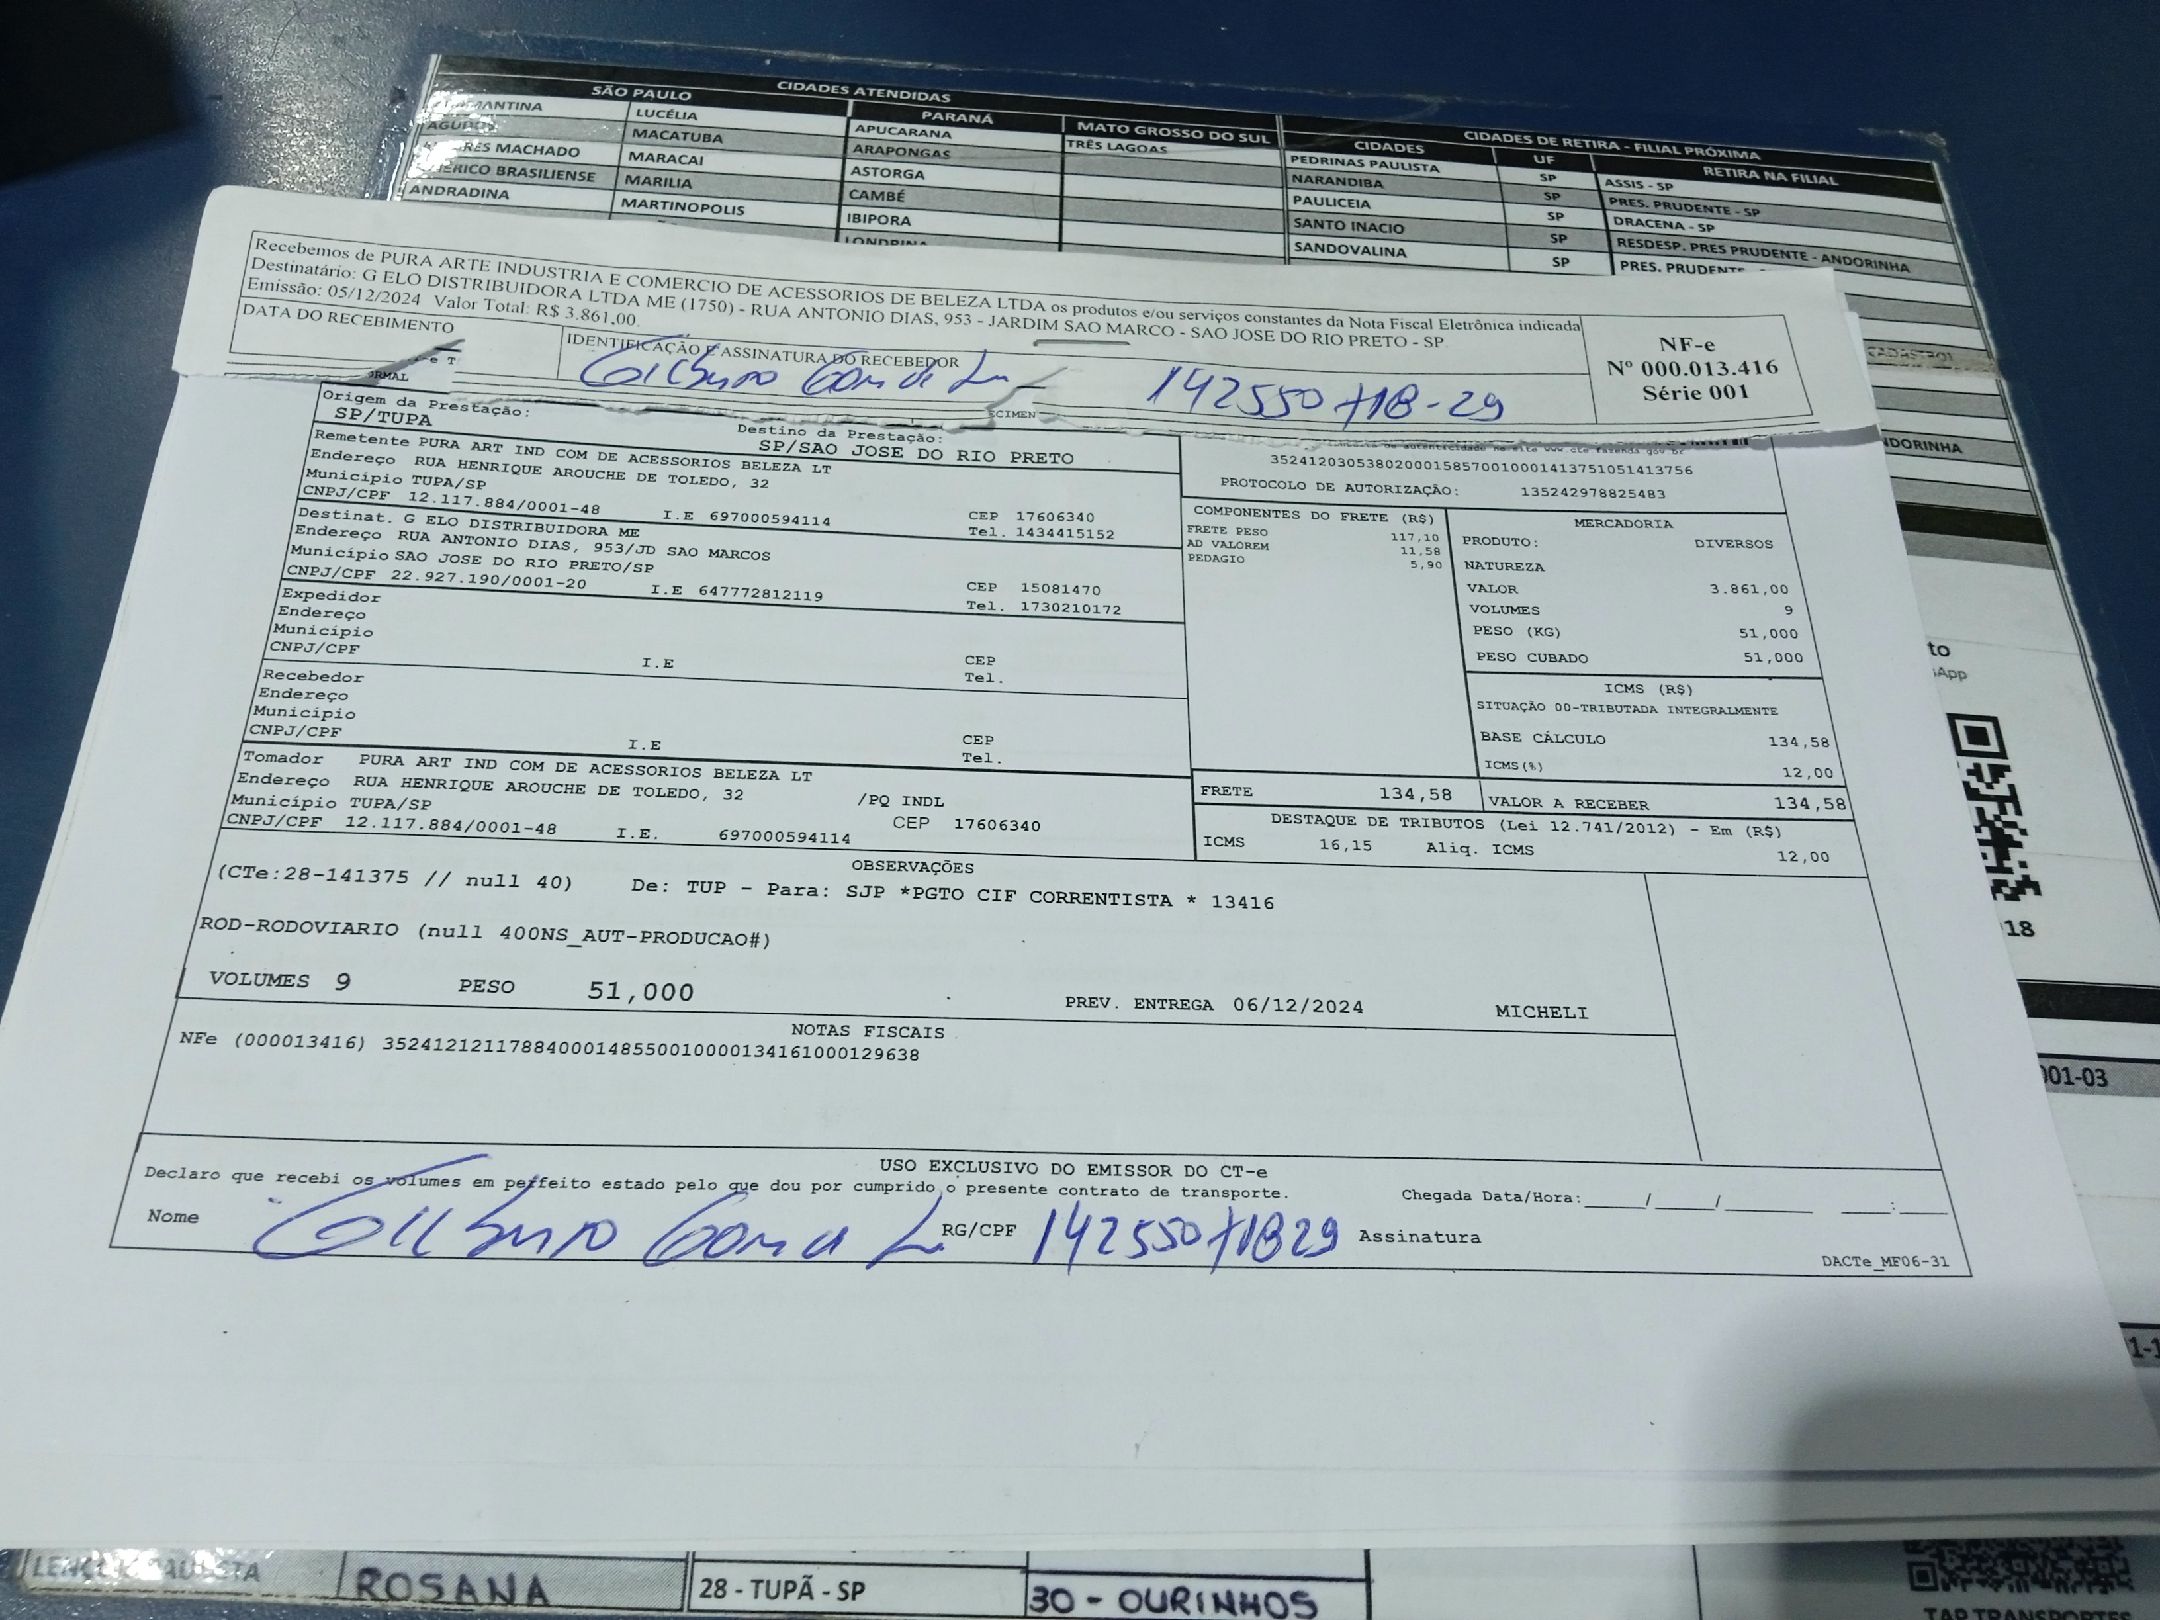 CIDADES ATENDIDAS
SÃO PAULO
PARANÁ
MATO GROSSO DO SUL
LUCÉLIA
MACATUBA
MACHADO
MARACAI
BRASILIENSE
MARILIA
ANDRADINA
MARTINOPOLIS
APUCARANA
ARAPONGAS
ASTORGA
CAMBÉ
IBIPORA
TRÊS LAGOAS
CIDADES DE RETIRA - FILIAL PRÓXIMA
CIDADES UF RETIRA NA FILIAL
PEDRINAS PAULISTA SP ASSIS - SP
NARANDIBA SP PRES. PRUDENTE - SP
PAULICEIA SP DRACENA - SP
SANTO INACIO SP RESDESP. PRES PRUDENTE - ANDORINHA
SANDOVALINA SP PRES. PRUDENTE
Recebemos de PURA ARTE INDUSTRIA E COMERCIO DE ACESSORIOS DE BELEZA LTDA os produtos e/ou serviços constantes da Nota Fiscal Eletrônica indicada
Destinatário: G ELO DISTRIBUIDORA LTDA ME (1750) - RUA ANTONIO DIAS, 953 - JARDIM SAO MARCO - SAO JOSE DO RIO PRETO - SP
Emissão: 05/12/2024 Valor Total: R$ 3.861,00
DATA DO RECEBIMENTO
IDENTIFICAÇÃO E ASSINATURA DO RECEBEDOR
NF-e
Nº 000.013.416
Série 001
Origem da Prestação:
SP/TUPA
Destino da Prestação:
SP/SAO JOSE DO RIO PRETO
Remetente PURA ART IND COM DE ACESSORIOS BELEZA LT
Endereço RUA HENRIQUE AROUCHE DE TOLEDO, 32
Município TUPA/SP
CNPJ/CPF 12.117.884/0001-48 I.E 697000594114 CEP 17606340
Tel. 1434415152
Destinat. G ELO DISTRIBUIDORA ME
Endereço RUA ANTONIO DIAS, 953/JD SAO MARCOS
Município SAO JOSE DO RIO PRETO/SP
CNPJ/CPF 22.927.190/0001-20 I.E 647772812119 CEP 15081470
Tel. 1730210172
Expedidor
Endereço
Município
CNPJ/CPF I.E CEP
Tel.
Recebedor
Endereço
Município
CNPJ/CPF I.E CEP
Tel.
Tomador PURA ART IND COM DE ACESSORIOS BELEZA LT
Endereço RUA HENRIQUE AROUCHE DE TOLEDO, 32 /PQ INDL
Município TUPA/SP CEP 17606340
CNPJ/CPF 12.117.884/0001-48 I.E. 697000594114
35241203053802000158570010001413751051413756
PROTOCOLO DE AUTORIZAÇÃO: 135242978825483
COMPONENTES DO FRETE (R$)
FRETE PESO 117,10
AD VALOREM 11,58
PEDAGIO 5,90
MERCADORIA
PRODUTO: DIVERSOS
NATUREZA
VALOR 3.861,00
VOLUMES 9
PESO (KG) 51,000
PESO CUBADO 51,000
ICMS (R$)
SITUAÇÃO 00-TRIBUTADA INTEGRALMENTE
BASE CÁLCULO 134,58
ICMS(%) 12,00
FRETE 134,58 VALOR A RECEBER 134,58
DESTAQUE DE TRIBUTOS (Lei 12.741/2012) - Em (R$)
ICMS 16,15 Aliq. ICMS 12,00
OBSERVAÇÕES
(CTe:28-141375 // null 40) De: TUP - Para: SJP *PGTO CIF CORRENTISTA * 13416
ROD-RODOVIARIO (null 400NS_AUT-PRODUCAO#)
VOLUMES 9 PESO 51,000 PREV. ENTREGA 06/12/2024 MICHELI
NOTAS FISCAIS
NFe (000013416) 35241212117884000148550010000134161000129638
USO EXCLUSIVO DO EMISSOR DO CT-e
Declaro que recebi os volumes em perfeito estado pelo que dou por cumprido o presente contrato de transporte. Chegada Data/Hora:
Nome RG/CPF Assinatura
DACTe_MF06-31
ROSANA
28 - TUPÃ - SP
30 - OURINHOS